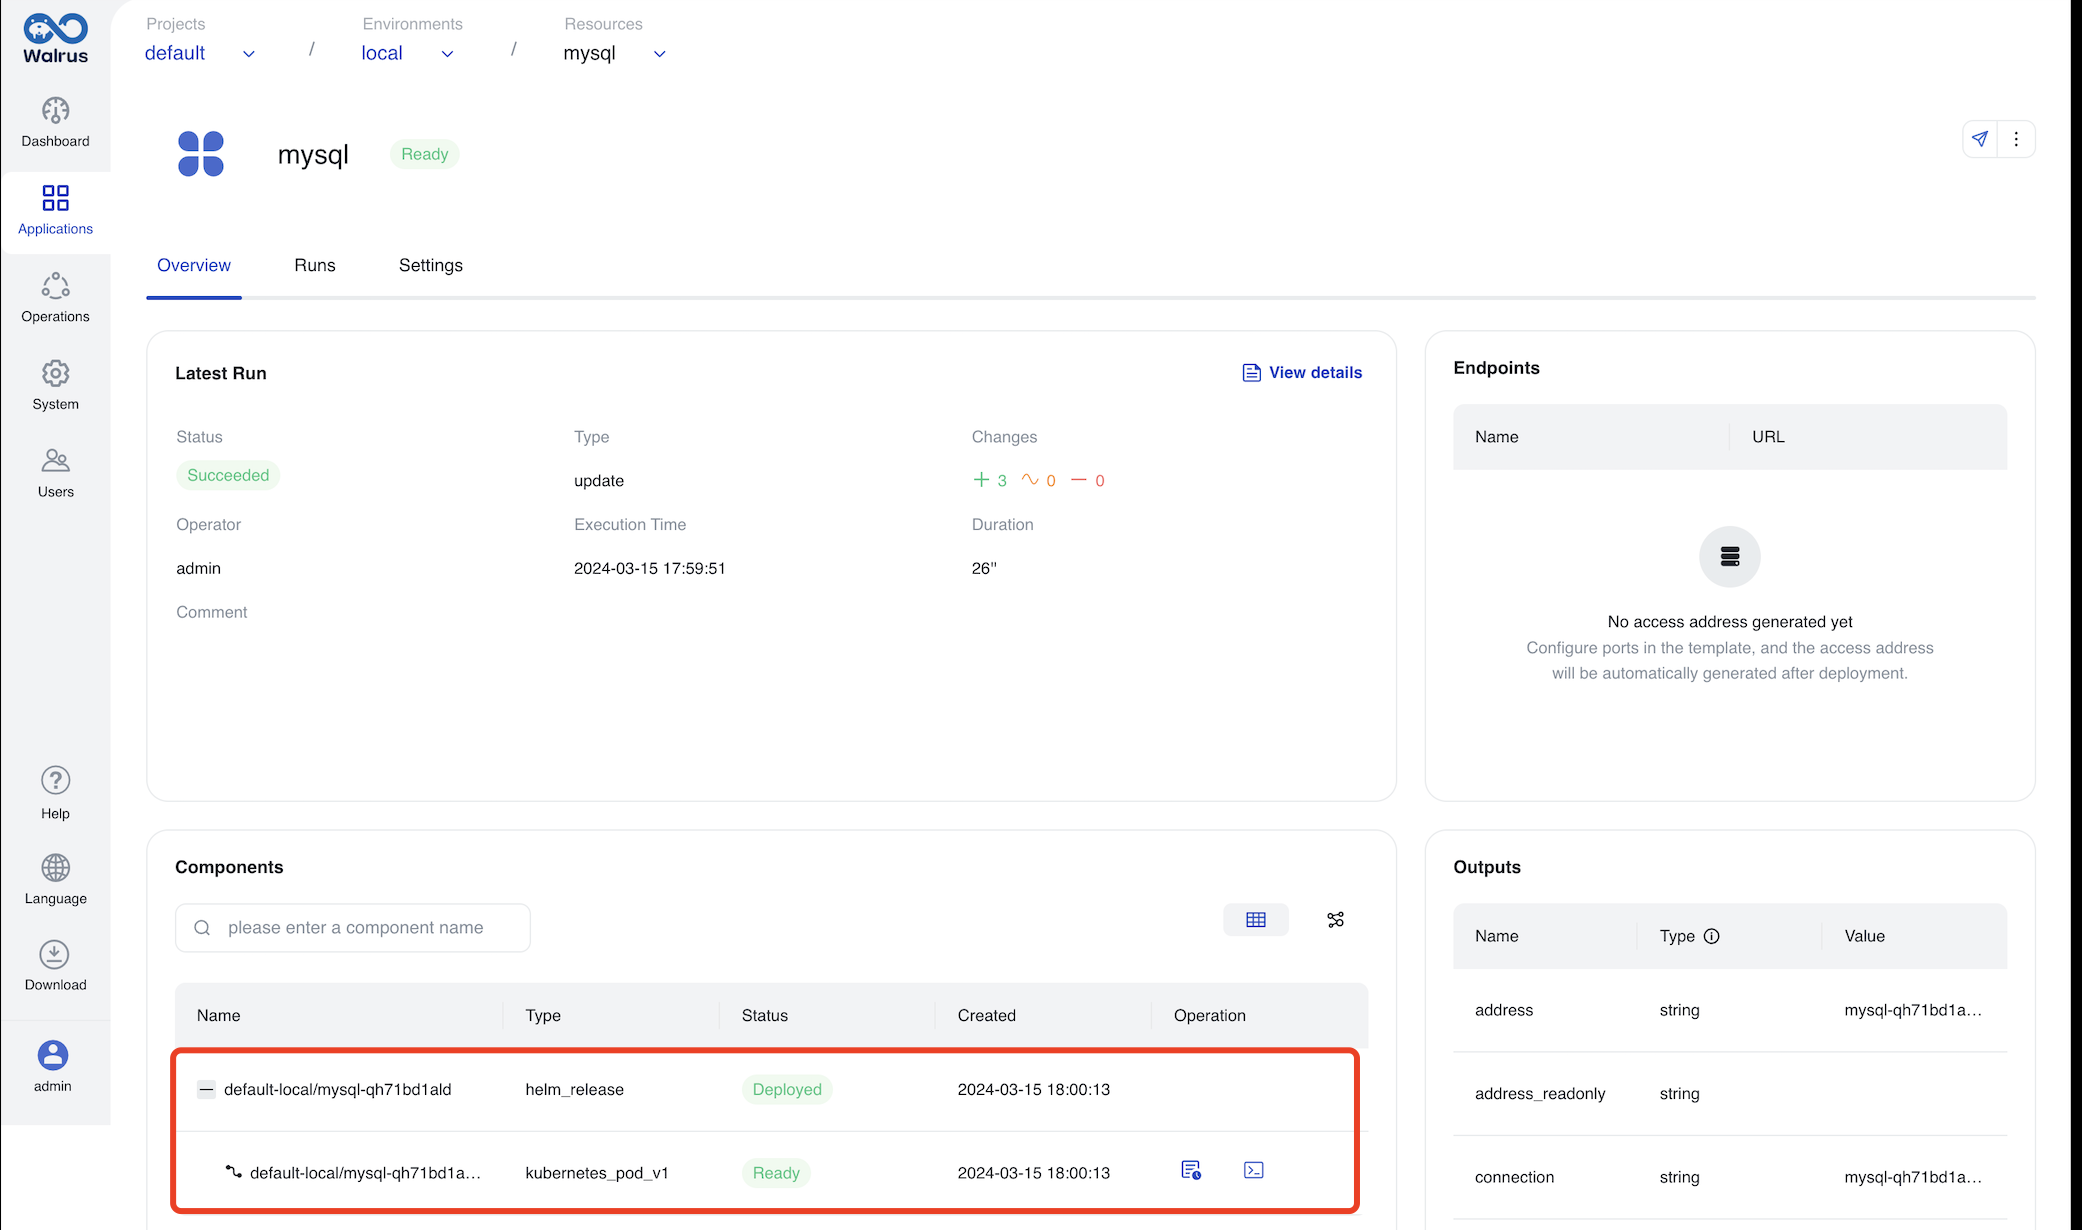 Walrus
Projects
default
/
Environments
local
/
Resources
mysql
Dashboard
Applications
Operations
System
Users
Help
Language
Download
admin
mysql
Ready
Overview
Runs
Settings
Latest Run
View details
Status
Type
Changes
Succeeded
update
+ 3 0 — 0
Operator
Execution Time
Duration
admin
2024-03-15 17:59:51
26"
Comment
Endpoints
Name
URL
No access address generated yet
Configure ports in the template, and the access address
will be automatically generated after deployment.
Components
please enter a component name
Name
Type
Status
Created
Operation
default-local/mysql-qh71bd1ald
helm_release
Deployed
2024-03-15 18:00:13
default-local/mysql-qh71bd1a...
kubernetes_pod_v1
Ready
2024-03-15 18:00:13
Outputs
Name
Type
Value
address
string
mysql-qh71bd1a...
address_readonly
string
connection
string
mysql-qh71bd1a...